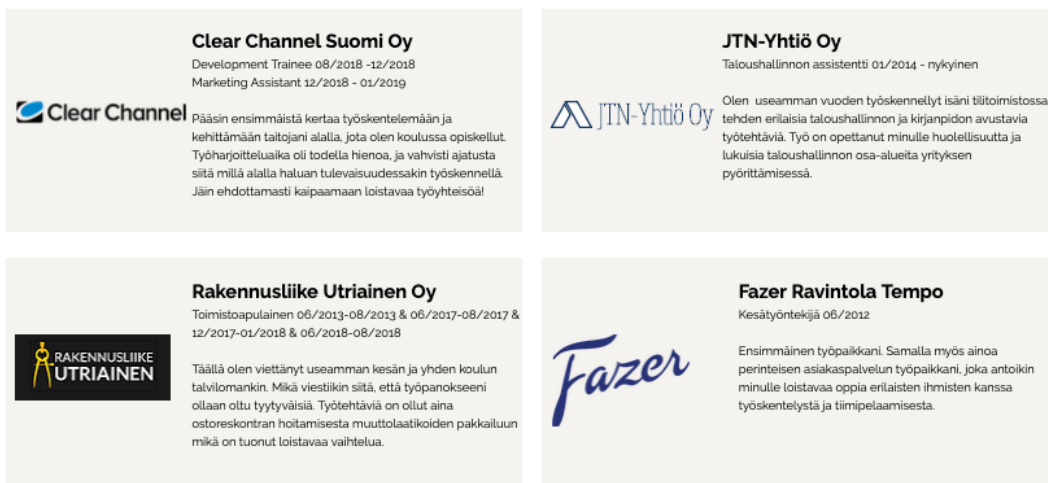 Clear Channel
Clear Channel Suomi Oy
Development Trainee 08/2018 -12/2018
Marketing Assistant 12/2018 - 01/2019
Pääsin ensimmäistä kertaa työskentelemään ja
kehittämään taitojani alalla, jota olen koulussa opiskellut.
Työharjoitteluaika oli todella hienoa, ja vahvisti ajatusta
siitä millä alalla haluan tulevaisuudessakin työskennellä.
Jäin ehdottamasti kaipaamaan loistavaa työyhteisöä!
JTN-Yhtiö Oy
JTN-Yhtiö Oy
Taloushallinnon assistentti 01/2014 - nykyinen
Olen useamman vuoden työskennellyt isäni tilitoimistossa
tehden erilaisia taloushallinnon ja kirjanpidon avustavia
työtehtäviä. Työ on opettanut minulle huolellisuutta ja
lukuisia taloushallinnon osa-alueita yrityksen
pyörittämisessä.
RAKENNUSLIIKE
UTRIAINEN
Rakennusliike Utriainen Oy
Toimistoapulainen 06/2013-08/2013 & 06/2017-08/2017 &
12/2017-01/2018 & 06/2018-08/2018
Täällä olen viettänyt useamman kesän ja yhden koulun
talvilomankin. Mikä viestiikin siitä, että työpanokseeni
ollaan oltu tyytyväisiä. Työtehtäviä on ollut aina
ostoreskontran hoitamisesta muuttolaatikoiden pakkailuun
mikä on tuonut loistavaa vaihtelua.
Fazer
Fazer Ravintola Tempo
Kesätyöntekijä 06/2012
Ensimmäinen työpaikkani. Samalla myös ainoa
perinteisen asiakaspalvelun työpaikkani, joka antoikin
minulle loistavaa oppia erilaisten ihmisten kanssa
työskentelystä ja tiimipelaamisesta.